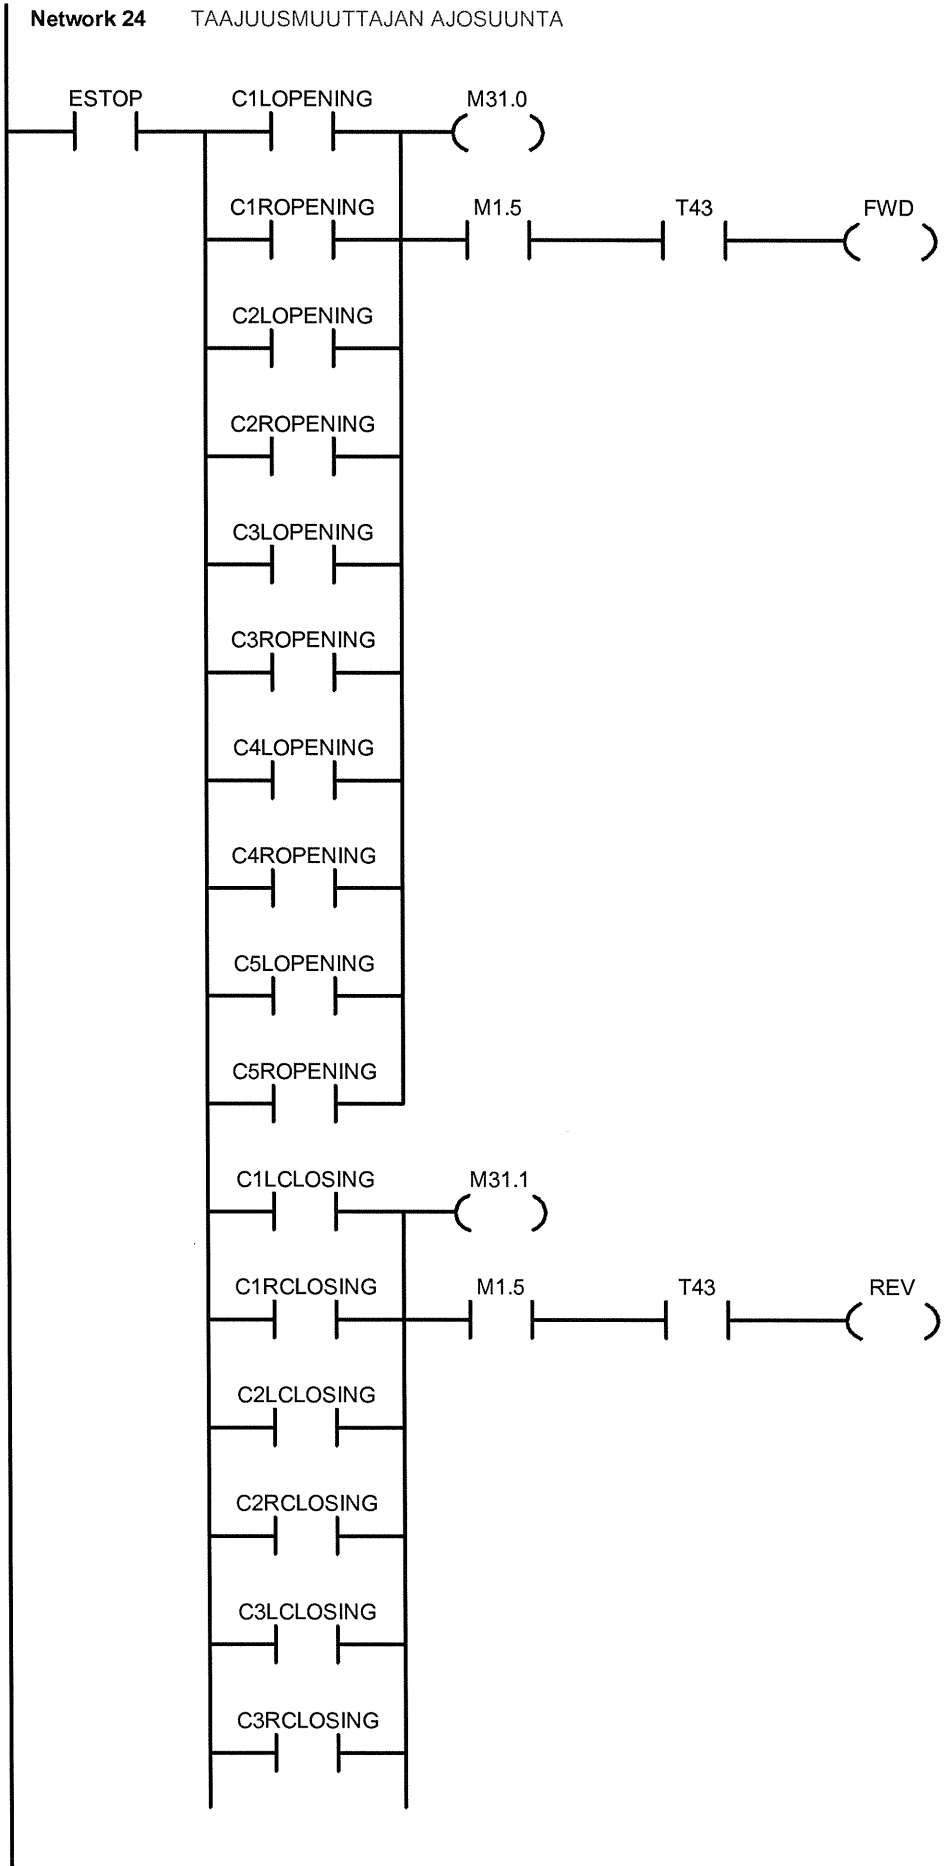 Network 24 TAAJUUSMUUTTAJAN AJOSUUNTA
ESTOP C1LOPENING M31.0
C1ROPENING M1.5 T43 FWD
C2LOPENING
C2ROPENING
C3LOPENING
C3ROPENING
C4LOPENING
C4ROPENING
C5LOPENING
C5ROPENING
C1LCLOSING M31.1
C1RCLOSING M1.5 T43 REV
C2LCLOSING
C2RCLOSING
C3LCLOSING
C3RCLOSING